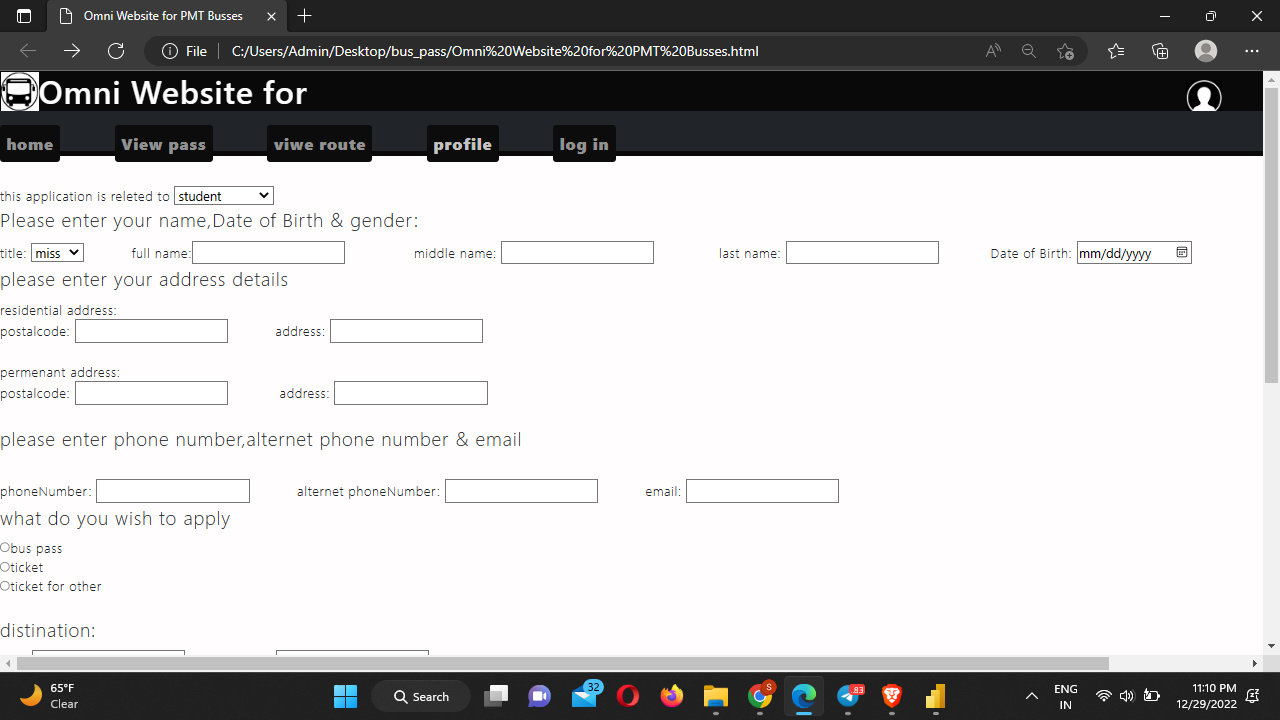 Omni Website for PMT Busses
File C:/Users/Admin/Desktop/bus_pass/Omni%20Website%20for%20PMT%20Busses.html
Omni Website for
home View pass viwe route profile log in
this application is releted to student
Please enter your name,Date of Birth & gender:
title: miss full name: middle name: last name: Date of Birth: mm/dd/yyyy
please enter your address details
residential address:
postalcode: address:
permenant address:
postalcode: address:
please enter phone number,alternet phone number & email
phoneNumber: alternet phoneNumber: email:
what do you wish to apply
bus pass
ticket
ticket for other
distination:
65°F
Clear
Search
32
S
83
ENG
IN
11:10 PM
12/29/2022